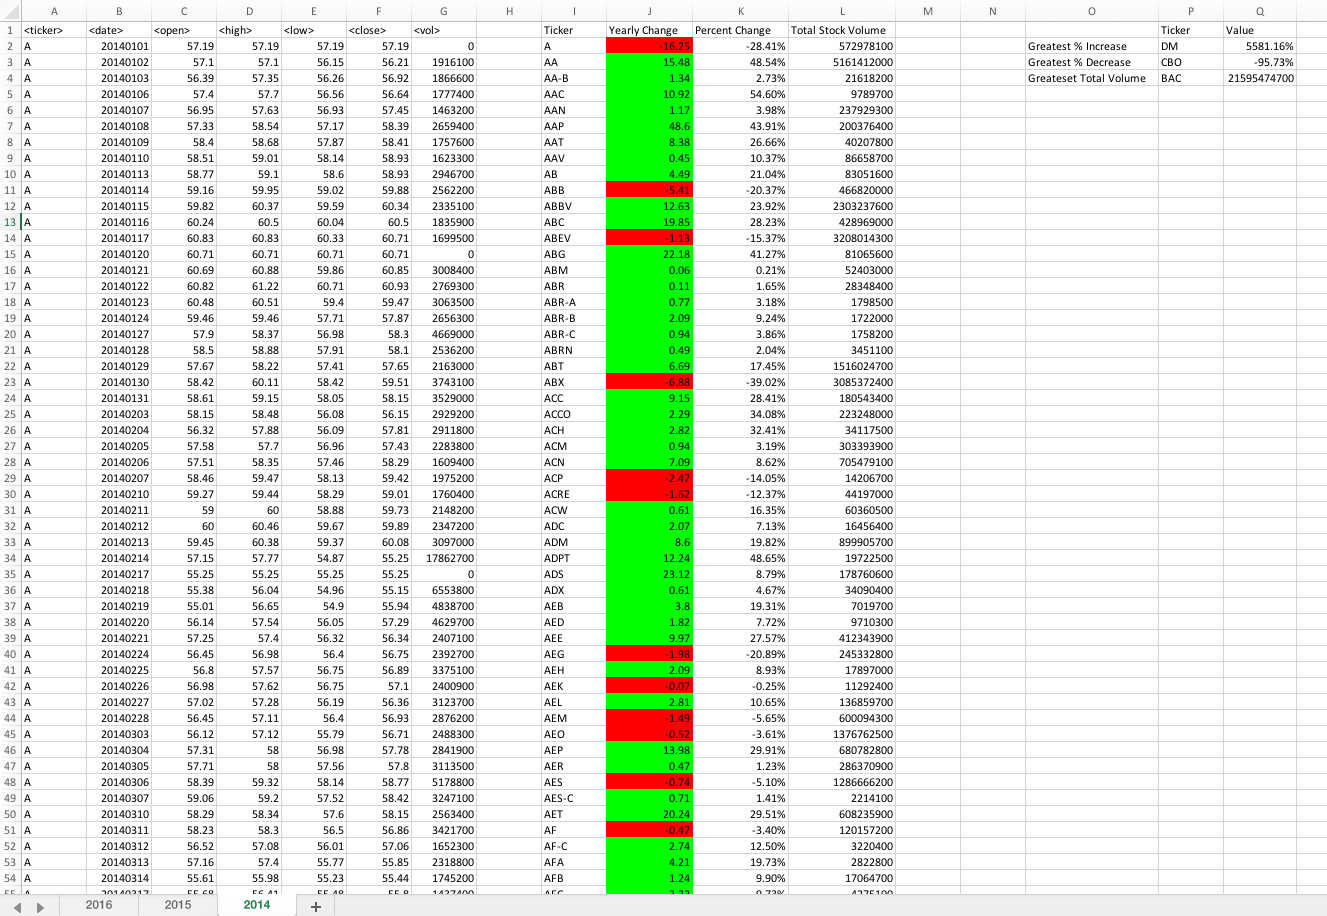 A B C D E F G H I J K L M N O P Q
1 <ticker> <date> <open> <high> <low> <close> <vol> Ticker Yearly Change Percent Change Total Stock Volume Ticker Value
2 A 20140101 57.19 57.19 57.19 57.19 0 A -16.25 -28.41% 572978100 Greatest % Increase DM 5581.16%
3 A 20140102 57.1 57.1 56.15 56.21 1916100 AA 15.48 48.54% 5161412000 Greatest % Decrease CBO -95.73%
4 A 20140103 56.39 57.35 56.26 56.92 1866600 AA-B 1.34 2.73% 21618200 Greateset Total Volume BAC 21595474700
5 A 20140106 57.4 57.7 56.56 56.64 1777400 AAC 10.92 54.60% 9789700
6 A 20140107 56.95 57.63 56.93 57.45 1463200 AAN 1.17 3.98% 237929300
7 A 20140108 57.33 58.54 57.17 58.39 2659400 AAP 48.6 43.91% 200376400
8 A 20140109 58.4 58.68 57.87 58.41 1757600 AAT 8.38 26.66% 40207800
9 A 20140110 58.51 59.01 58.14 58.93 1623300 AAV 0.45 10.37% 86658700
10 A 20140113 58.77 59.1 58.6 58.93 2946700 AB 4.49 21.04% 83051600
11 A 20140114 59.16 59.95 59.02 59.88 2562200 ABB -5.41 -20.37% 466820000
12 A 20140115 59.82 60.37 59.59 60.34 2335100 ABBV 12.63 23.92% 2303237600
13 A 20140116 60.24 60.5 60.04 60.5 1835900 ABC 19.85 28.23% 428969000
14 A 20140117 60.83 60.83 60.33 60.71 1699500 ABEV -1.13 -15.37% 3208014300
15 A 20140120 60.71 60.71 60.71 60.71 0 ABG 22.18 41.27% 81065600
16 A 20140121 60.69 60.88 59.86 60.85 3008400 ABM 0.06 0.21% 52403000
17 A 20140122 60.82 61.22 60.71 60.93 2769300 ABR 0.11 1.65% 28348400
18 A 20140123 60.48 60.51 59.4 59.47 3063500 ABR-A 0.77 3.18% 1798500
19 A 20140124 59.46 59.46 57.71 57.87 2656300 ABR-B 2.09 9.24% 1722000
20 A 20140127 57.9 58.37 56.98 58.3 4669000 ABR-C 0.94 3.86% 1758200
21 A 20140128 58.5 58.88 57.91 58.1 2536200 ABRN 0.49 2.04% 3451100
22 A 20140129 57.67 58.22 57.41 57.65 2163000 ABT 6.69 17.45% 1516024700
23 A 20140130 58.42 60.11 58.42 59.51 3743100 ABX -6.88 -39.02% 3085372400
24 A 20140131 58.61 59.15 58.05 58.15 3529000 ACC 9.15 28.41% 180543400
25 A 20140203 58.15 58.48 56.08 56.15 2929200 ACCO 2.29 34.08% 223248000
26 A 20140204 56.32 57.88 56.09 57.81 2911800 ACH 2.82 32.41% 34117500
27 A 20140205 57.58 57.7 56.96 57.43 2283800 ACM 0.94 3.19% 303393900
28 A 20140206 57.51 58.35 57.46 58.29 1609400 ACN 7.09 8.62% 705479100
29 A 20140207 58.46 59.47 58.13 59.42 1975200 ACP -2.47 -14.05% 14206700
30 A 20140210 59.27 59.44 58.29 59.01 1760400 ACRE -1.62 -12.37% 44197000
31 A 20140211 59 60 58.88 59.73 2148200 ACW 0.61 16.35% 60360500
32 A 20140212 60 60.46 59.67 59.89 2347200 ADC 2.07 7.13% 16456400
33 A 20140213 59.45 60.38 59.37 60.08 3097000 ADM 8.6 19.82% 899905700
34 A 20140214 57.15 57.77 54.87 55.25 17862700 ADPT 12.24 48.65% 19722500
35 A 20140217 55.25 55.25 55.25 55.25 0 ADS 23.12 8.79% 178760600
36 A 20140218 55.38 56.04 54.96 55.15 6553800 ADX 0.61 4.67% 34090400
37 A 20140219 55.01 56.65 54.9 55.94 4838700 AEB 3.8 19.31% 7019700
38 A 20140220 56.14 57.54 56.05 57.29 4629700 AED 1.82 7.72% 9710300
39 A 20140221 57.25 57.4 56.32 56.34 2407100 AEE 9.97 27.57% 412343900
40 A 20140224 56.45 56.98 56.4 56.75 2392700 AEG -1.98 -20.89% 245332800
41 A 20140225 56.8 57.57 56.75 56.89 3375100 AEH 2.09 8.93% 17897000
42 A 20140226 56.98 57.62 56.75 57.1 2400900 AEK -0.07 -0.25% 11292400
43 A 20140227 57.02 57.28 56.19 56.36 3123700 AEL 2.81 10.65% 136859700
44 A 20140228 56.45 57.11 56.4 56.93 2876200 AEM -1.49 -5.65% 600094300
45 A 20140303 56.12 57.12 55.79 56.71 2488300 AEO -0.52 -3.61% 1376762500
46 A 20140304 57.31 58 56.98 57.78 2841900 AEP 13.98 29.91% 680782800
47 A 20140305 57.71 58 57.56 57.8 3113500 AER 0.47 1.23% 286370900
48 A 20140306 58.39 59.32 58.14 58.77 5178800 AES -0.74 -5.10% 1286666200
49 A 20140307 59.06 59.2 57.52 58.42 3247100 AES-C 0.71 1.41% 2214100
50 A 20140310 58.29 58.34 57.6 58.15 2563400 AET 20.24 29.51% 608235900
51 A 20140311 58.23 58.3 56.5 56.86 3421700 AF -0.47 -3.40% 120157200
52 A 20140312 56.52 57.08 56.01 57.06 1652300 AF-C 2.74 12.50% 3220400
53 A 20140313 57.16 57.4 55.77 55.85 2318800 AFA 4.21 19.73% 2822800
54 A 20140314 55.61 55.98 55.23 55.44 1745200 AFB 1.24 9.90% 17064700
2016 2015 2014